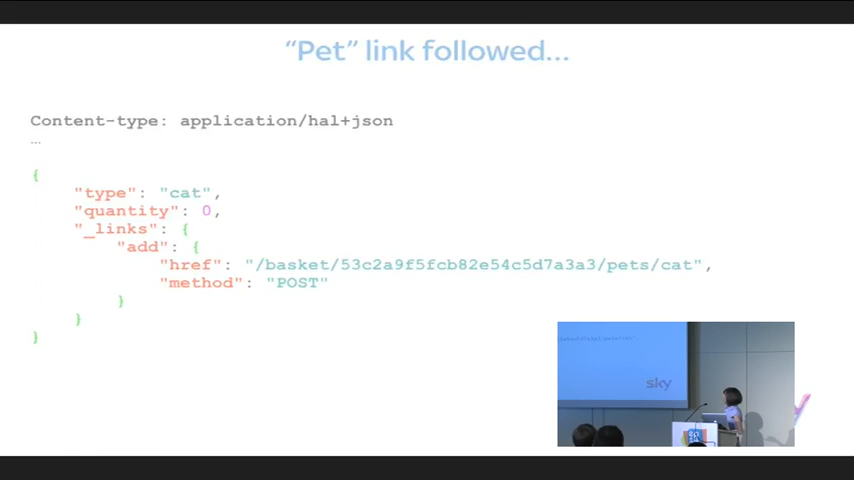 “Pet” link followed...
Content-type: application/hal+json
...
{
"type": "cat",
"quantity": 0,
"_links": {
"add": {
"href": "/basket/53c2a9f5fcb82e54c5d7a3a3/pets/cat",
"method": "POST"
}
}
}
sky